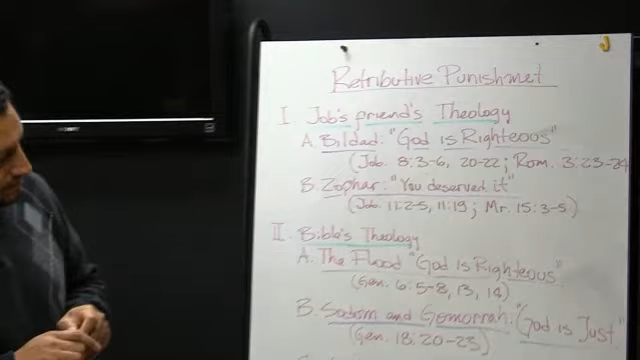 Retributive Punishmet
I Job's friend's Theology
A. Bildad: "God is Righteous"
(Job. 8:3-6, 20-22; Rom. 3:23-24
B. Zophar: "You deserved it"
(Job. 11:2-5, 11:19; Mr. 15:3-5)
II. Bible's Theology
A. The Flood "God is Righteous"
(Gen. 6:5-8, 13, 14)
B. Sodom and Gomorrah: "God is Just"
(Gen. 18:20-23)